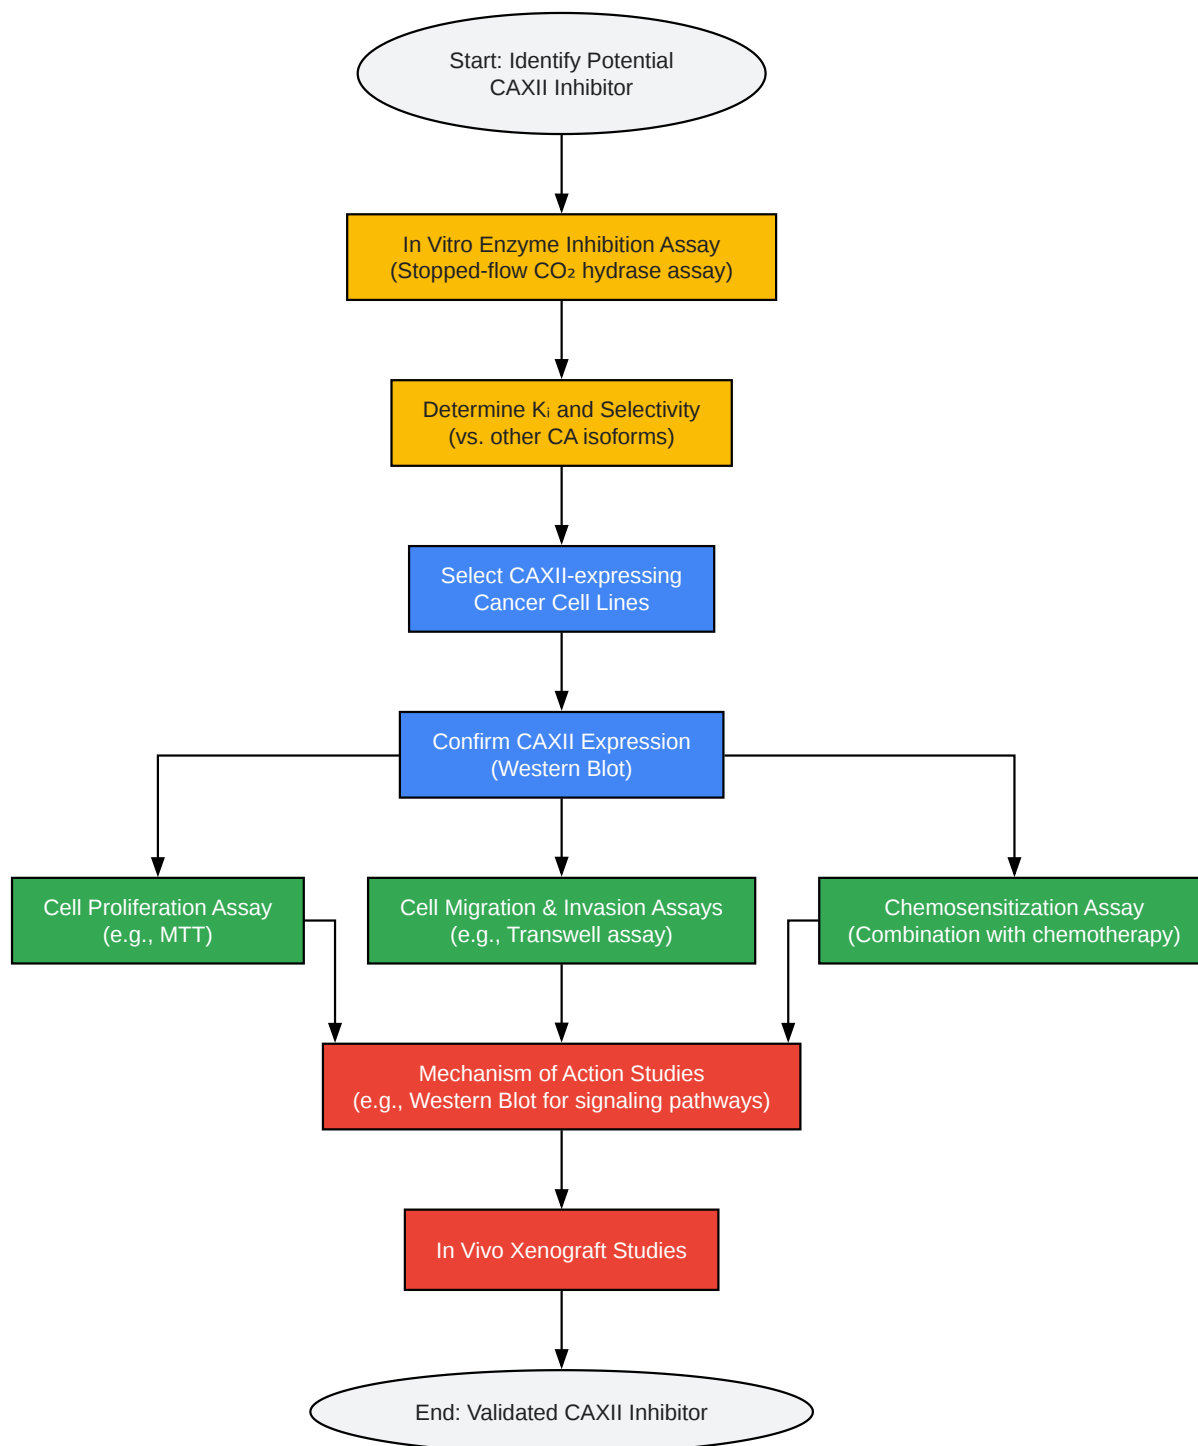 Start: Identify Potential
CAXII Inhibitor
In Vitro Enzyme Inhibition Assay
(Stopped-flow CO₂ hydrase assay)
Determine Kᵢ and Selectivity
(vs. other CA isoforms)
Select CAXII-expressing
Cancer Cell Lines
Confirm CAXII Expression
(Western Blot)
Cell Proliferation Assay
(e.g., MTT)
Cell Migration & Invasion Assays
(e.g., Transwell assay)
Chemosensitization Assay
(Combination with chemotherapy)
Mechanism of Action Studies
(e.g., Western Blot for signaling pathways)
In Vivo Xenograft Studies
End: Validated CAXII Inhibitor